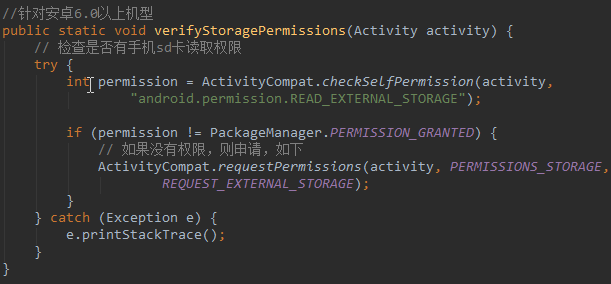 //针对安卓6.0以上机型
public static void verifyStoragePermissions(Activity activity) {
    // 检查是否有手机sd卡读取权限
    try {
        int permission = ActivityCompat.checkSelfPermission(activity,
                "android.permission.READ_EXTERNAL_STORAGE");

        if (permission != PackageManager.PERMISSION_GRANTED) {
            // 如果没有权限，则申请，如下
            ActivityCompat.requestPermissions(activity, PERMISSIONS_STORAGE,
                    REQUEST_EXTERNAL_STORAGE);
        }
    } catch (Exception e) {
        e.printStackTrace();
    }
}